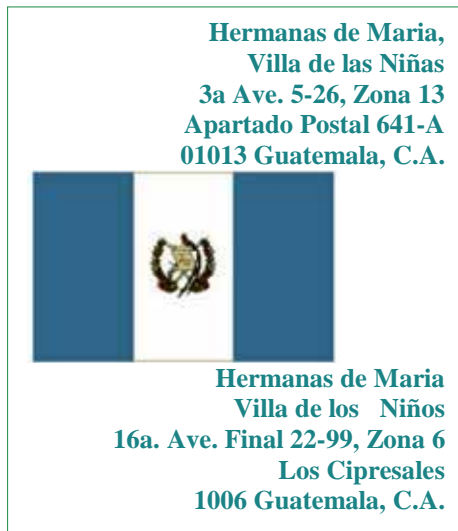 Hermanas de Maria,
Villa de las Niñas
3a Ave. 5-26, Zona 13
Apartado Postal 641-A
01013 Guatemala, C.A.
Hermanas de Maria
Villa de los Niños
16a. Ave. Final 22-99, Zona 6
Los Cipresales
1006 Guatemala, C.A.